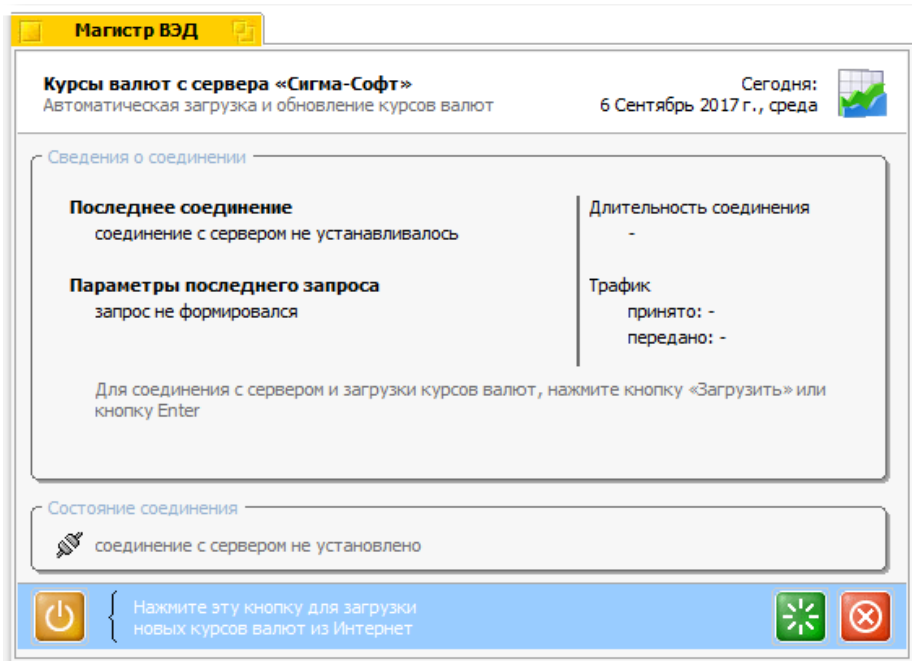 Магистр ВЭД
Курсы валют с сервера «Сигма-Софт»
Автоматическая загрузка и обновление курсов валют
Сегодня:
6 Сентябрь 2017 г., среда
Сведения о соединении
Последнее соединение
соединение с сервером не устанавливалось
Длительность соединения
-
Параметры последнего запроса
запрос не формировался
Трафик
принято: -
передано: -
Для соединения с сервером и загрузки курсов валют, нажмите кнопку «Загрузить» или
кнопку Enter
Состояние соединения
соединение с сервером не установлено
Нажмите эту кнопку для загрузки
новых курсов валют из Интернет